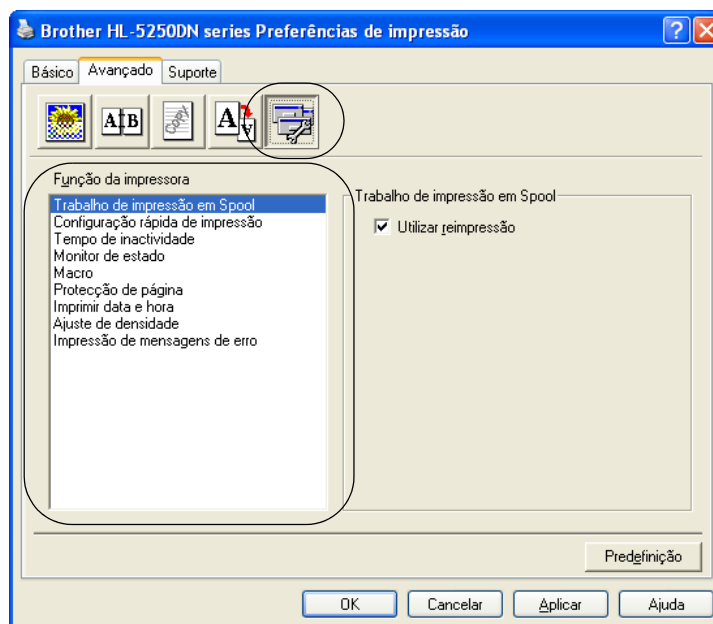 Brother HL-5250DN series Preferências de impressão
Básico Avançado Suporte
Função da impressora
Trabalho de impressão em Spool
Configuração rápida de impressão
Tempo de inactividade
Monitor de estado
Macro
Protecção de página
Imprimir data e hora
Ajuste de densidade
Impressão de mensagens de erro
Trabalho de impressão em Spool
Utilizar reimpressão
Predefinição
OK Cancelar Aplicar Ajuda